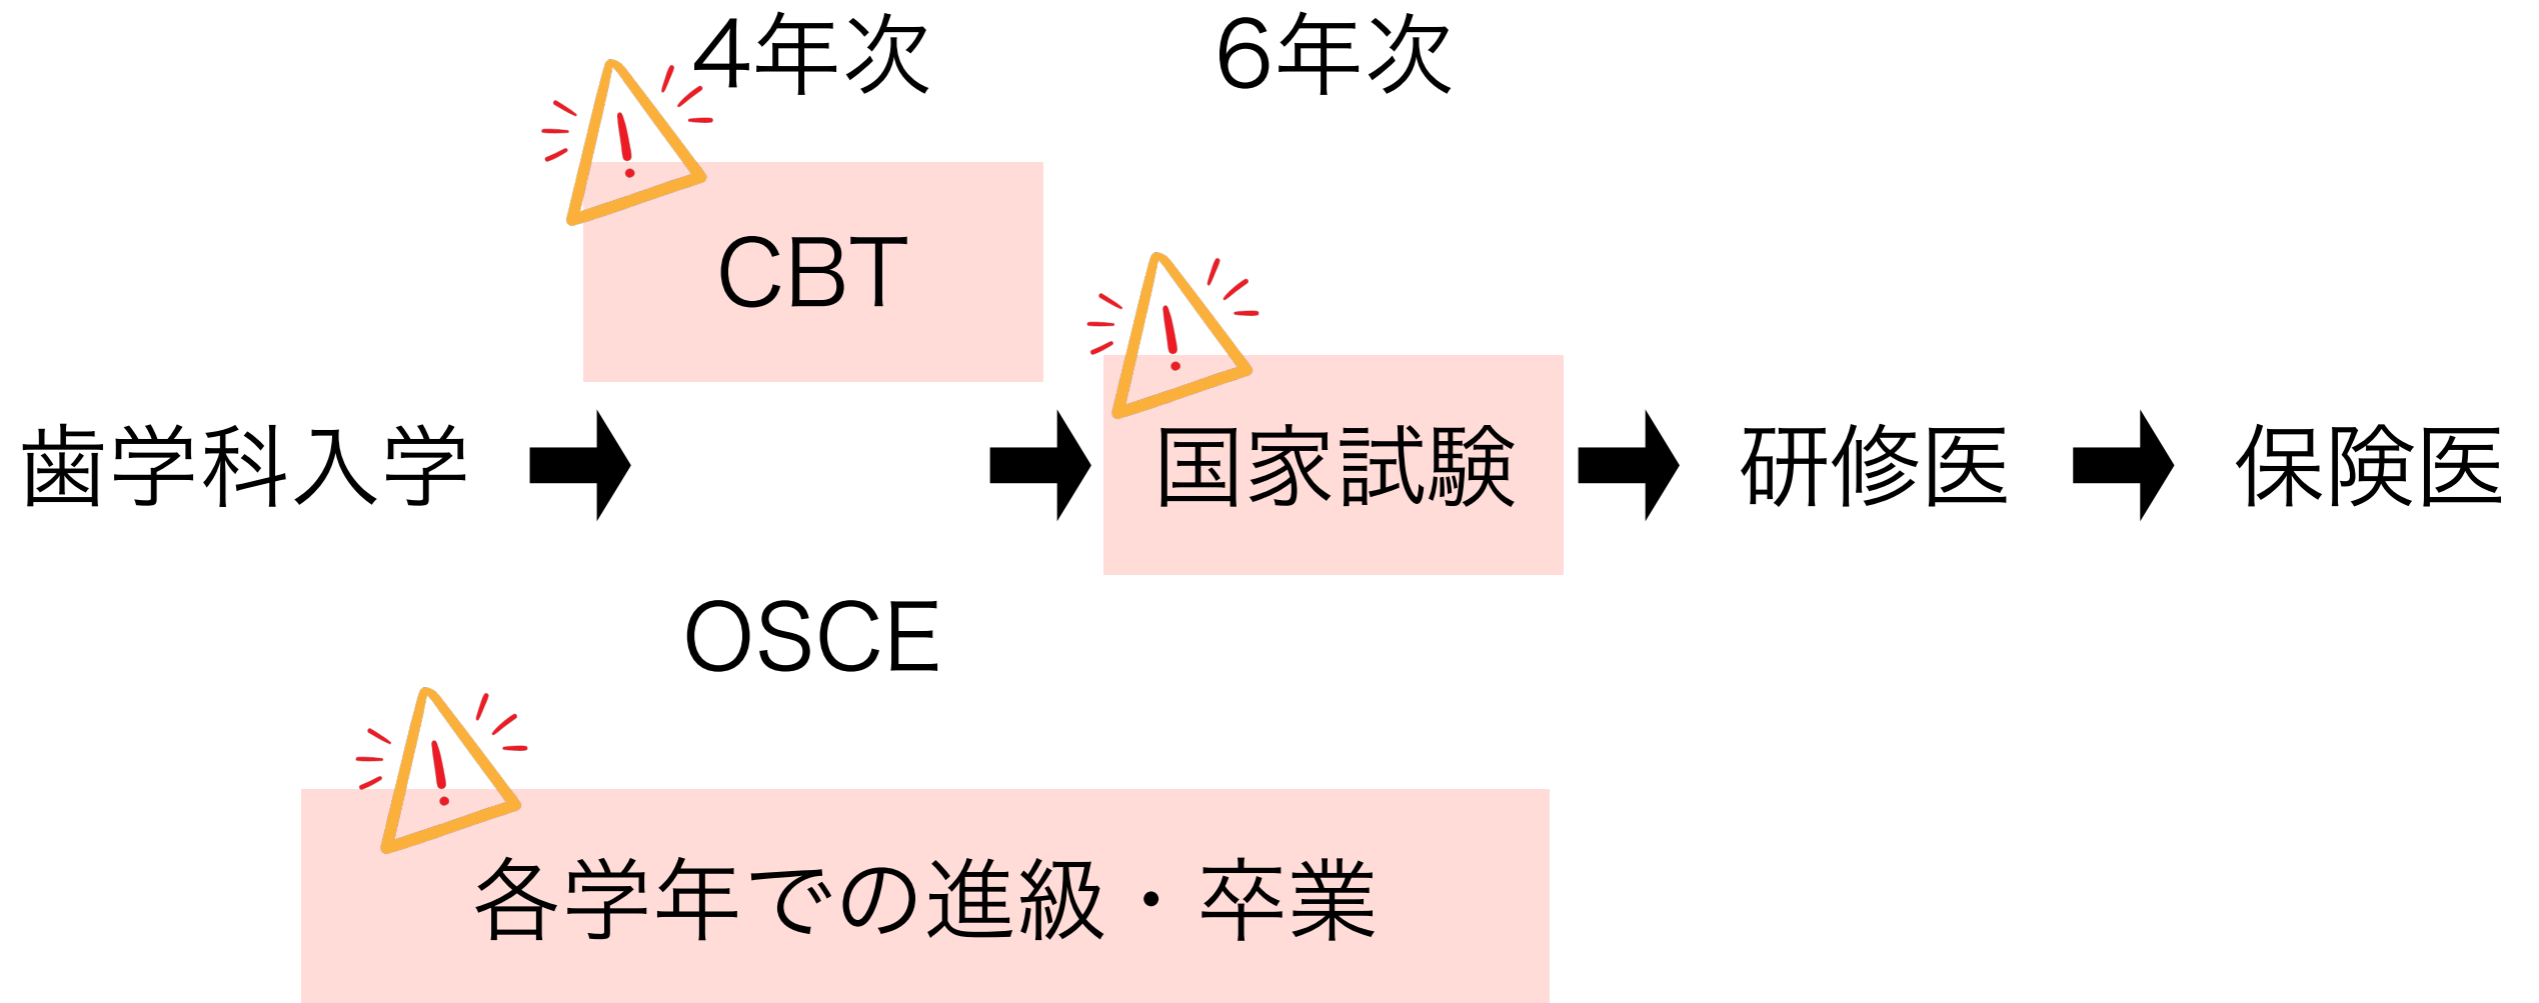 4年次
6年次
CBT
歯学科入学
国家試験
研修医
保険医
OSCE
各学年での進級・卒業